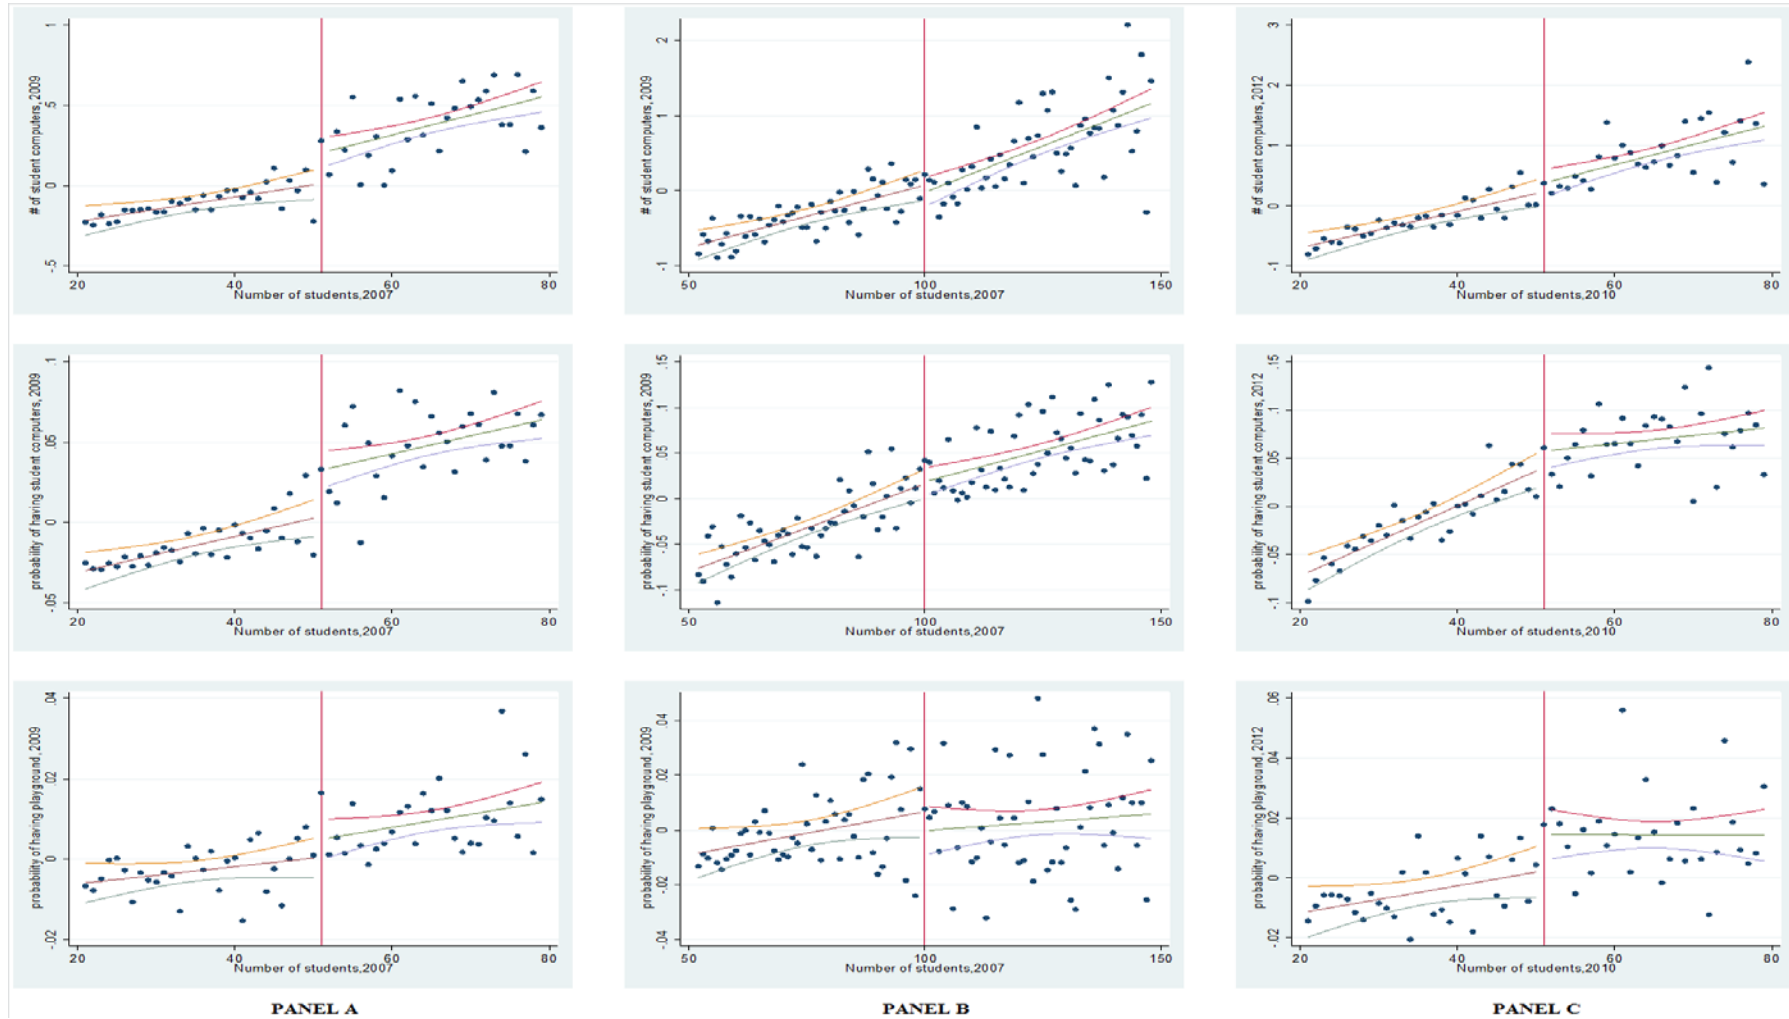 # of student computers, 2009
1
.5
0
-.5
20 40 60 80
Number of students,2007
# of student computers, 2009
2
1
0
-1
50 100 150
Number of students,2007
# of student computers, 2012
3
2
1
0
-1
20 40 60 80
Number of students,2010
probability of having student computers, 2009
.1
.05
0
-.05
20 40 60 80
Number of students,2007
probability of having student computers, 2009
.15
.1
.05
0
-.05
-.1
50 100 150
Number of students,2007
probability of having student computers, 2012
.15
.1
.05
0
-.05
-.1
20 40 60 80
Number of students,2010
probability of having playground, 2009
.04
.02
0
-.02
20 40 60 80
Number of students,2007
probability of having playground, 2009
.04
.02
0
-.02
-.04
50 100 150
Number of students,2007
probability of having playground, 2012
.06
.04
.02
0
-.02
20 40 60 80
Number of students,2010
PANEL A
PANEL B
PANEL C